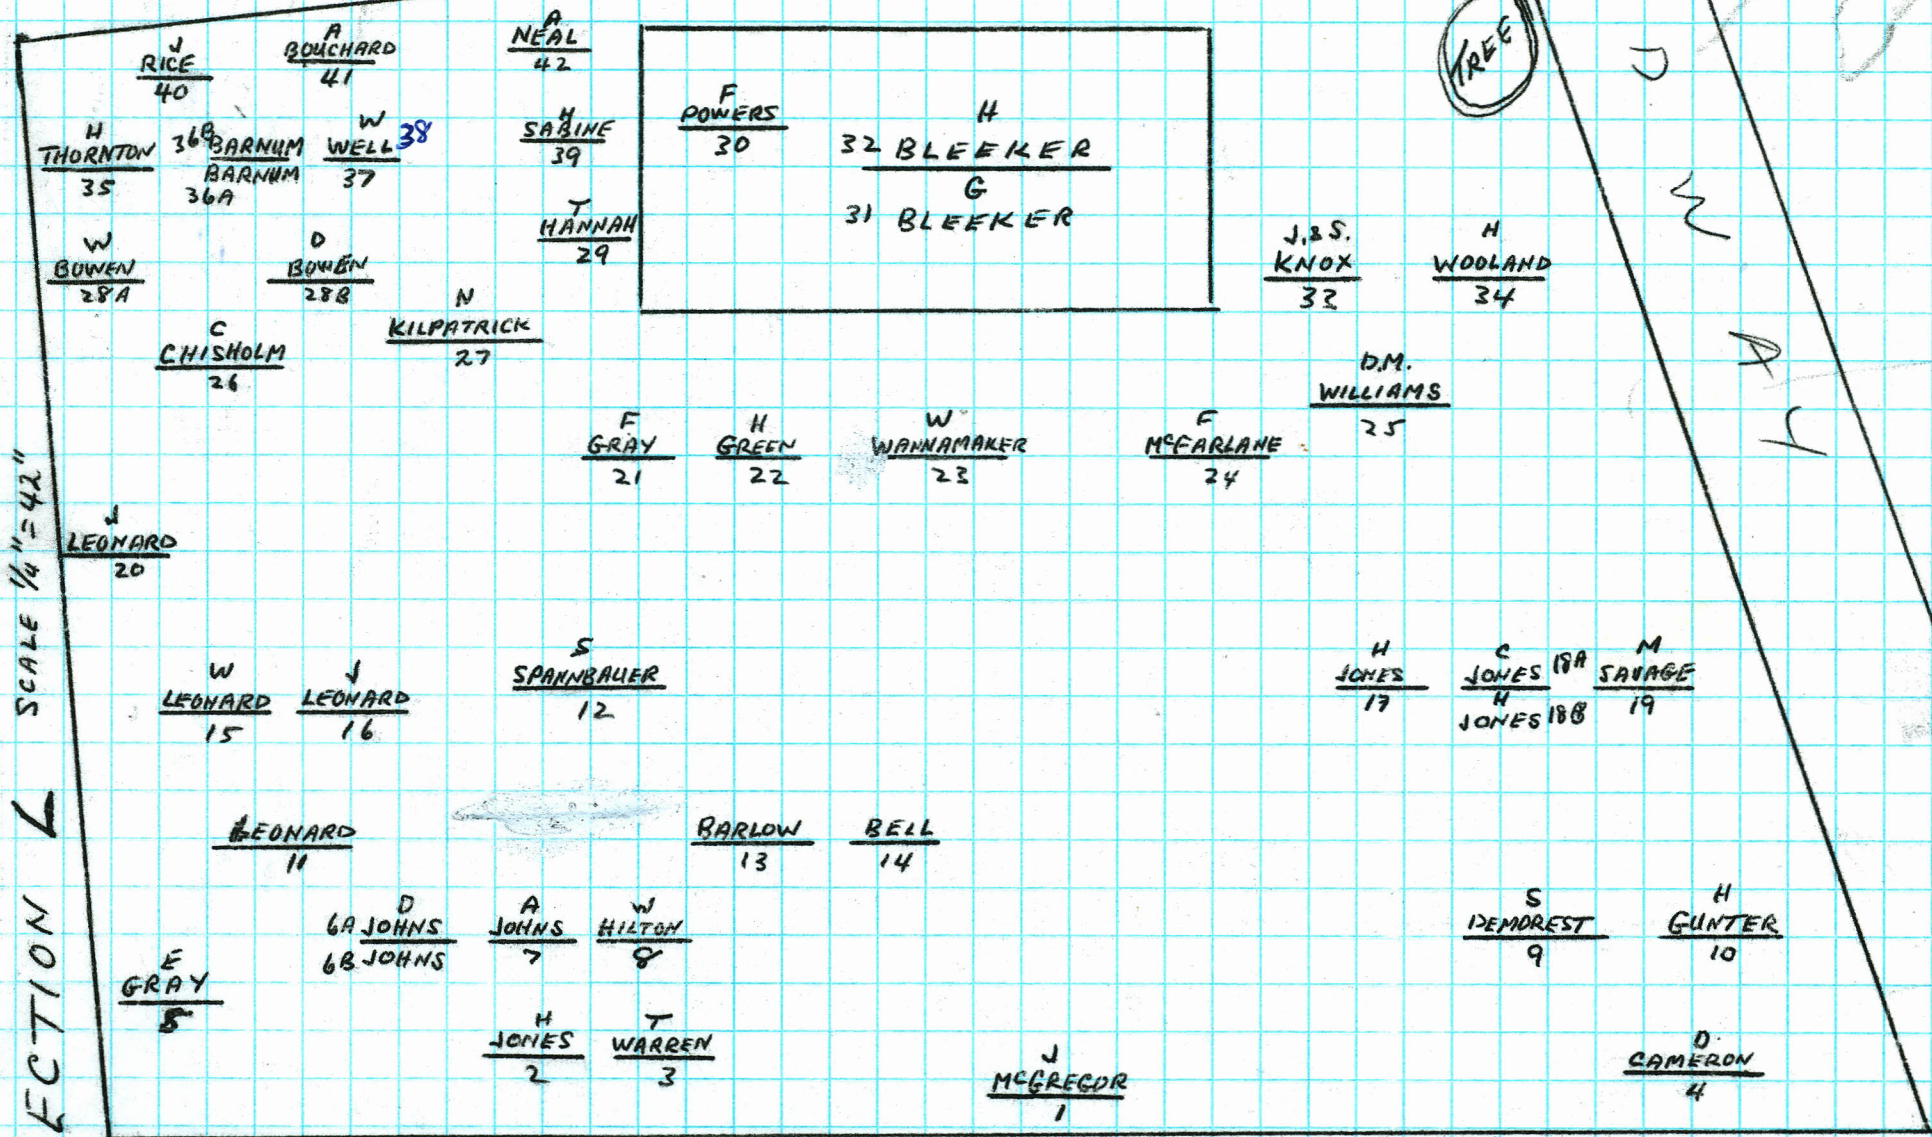 A
NEAL
42
A
BOUCHARD
41
J
RICE
40
TREE
F
POWERS
30
H
32 BLEEKER
G
31 BLEEKER
H
SABINE
39
W
WELL 38
37
36B BARNUM
BARNUM
36A
H
THORNTON
35
T
HANNAH
29
W
BOWEN
28A
D
BOWEN
28B
J. & S.
KNOX
33
H
WOOLAND
34
N
KILPATRICK
27
C
CHISHOLM
26
D.M.
WILLIAMS
25
F
GRAY
21
H
GREEN
22
W
WANNAMAKER
23
F
McFARLANE
24
J
LEONARD
20
W
LEONARD
15
J
LEONARD
16
S
SPANNBAUER
12
H
JONES
17
C
JONES 18A
H
JONES 18B
M
SAVAGE
19
LEONARD
11
BARLOW
13
BELL
14
D
6A JOHNS
6B JOHNS
A
JOHNS
7
W
HILTON
8
S
DEMOREST
9
H
GUNTER
10
E
GRAY
5
H
JONES
2
T
WARREN
3
J
McGREGOR
1
D.
CAMERON
4
ECTION L SCALE 1/4" = 42"